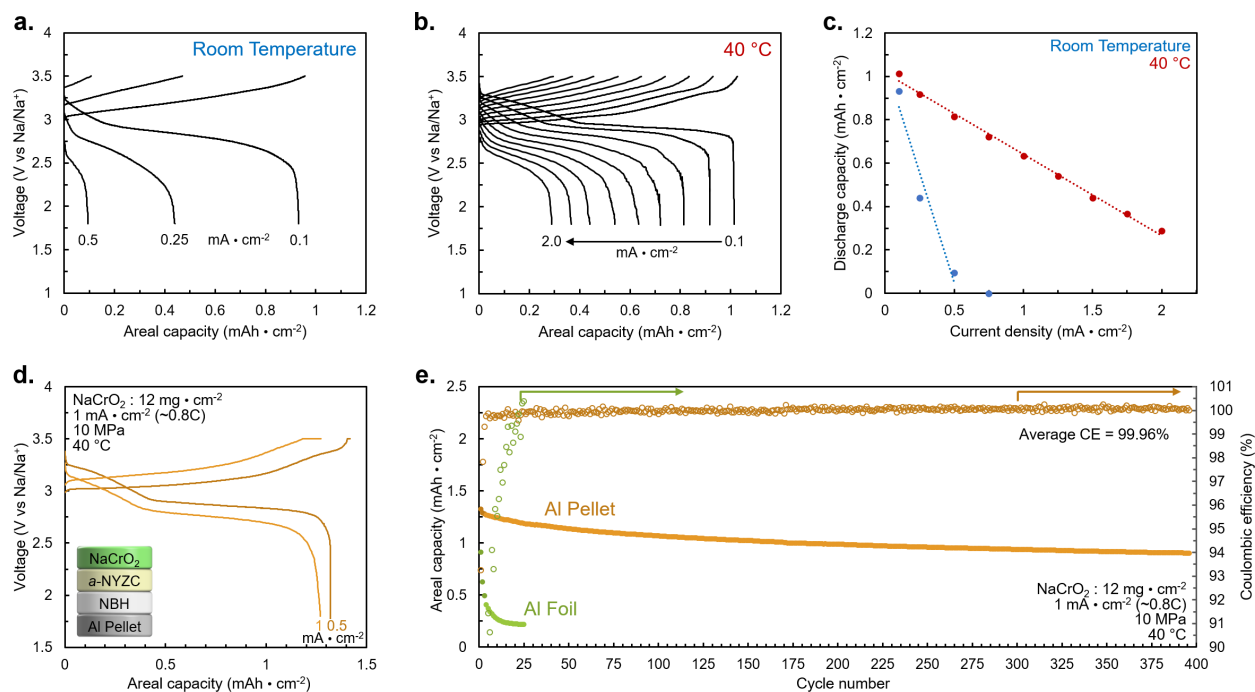 a.
Room Temperature
4
3.5
3
2.5
2
1.5
1
Voltage (V vs Na/Na⁺)
0.5
0.25
mA • cm⁻²
0.1
0
0.2
0.4
0.6
0.8
1
1.2
Areal capacity (mAh • cm⁻²)
b.
40 °C
4
3.5
3
2.5
2
1.5
1
Voltage (V vs Na/Na⁺)
2.0
0.1
mA • cm⁻²
0
0.2
0.4
0.6
0.8
1
1.2
Areal capacity (mAh • cm⁻²)
c.
Room Temperature
40 °C
1.2
1
0.8
0.6
0.4
0.2
0
Discharge capacity (mAh • cm⁻²)
0
0.5
1
1.5
2
Current density (mA • cm⁻²)
d.
NaCrO₂ : 12 mg • cm⁻²
1 mA • cm⁻² (~0.8C)
10 MPa
40 °C
4
3.5
3
2.5
2
1.5
Voltage (V vs Na/Na⁺)
NaCrO₂
a-NYZC
NBH
Al Pellet
1 0.5
mA • cm⁻²
0
0.5
1
1.5
Areal capacity (mAh • cm⁻²)
e.
2.5
2
1.5
1
0.5
0
Areal capacity (mAh • cm⁻²)
Average CE = 99.96%
Al Pellet
Al Foil
NaCrO₂ : 12 mg • cm⁻²
1 mA • cm⁻² (~0.8C)
10 MPa
40 °C
101
100
99
98
97
96
95
94
93
92
91
90
Coulombic efficiency (%)
0
25
50
75
100
125
150
175
200
225
250
275
300
325
350
375
400
Cycle number